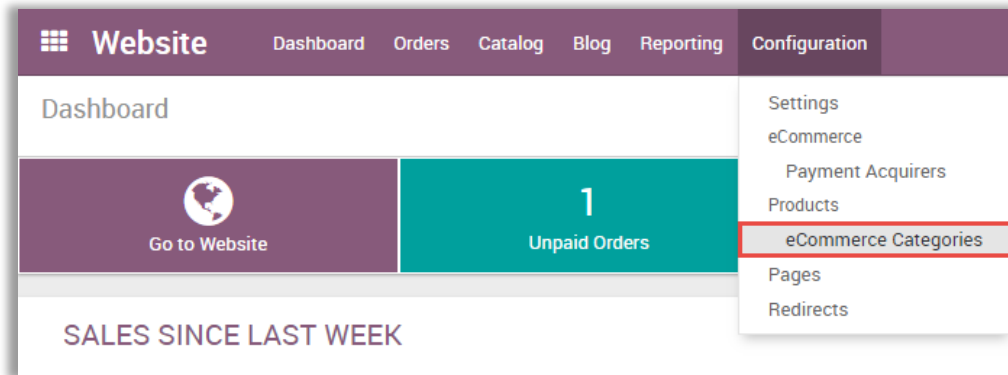 Website Dashboard Orders Catalog Blog Reporting Configuration
Dashboard
Settings
eCommerce
Payment Acquirers
Products
eCommerce Categories
Pages
Redirects
Go to Website
1
Unpaid Orders
SALES SINCE LAST WEEK